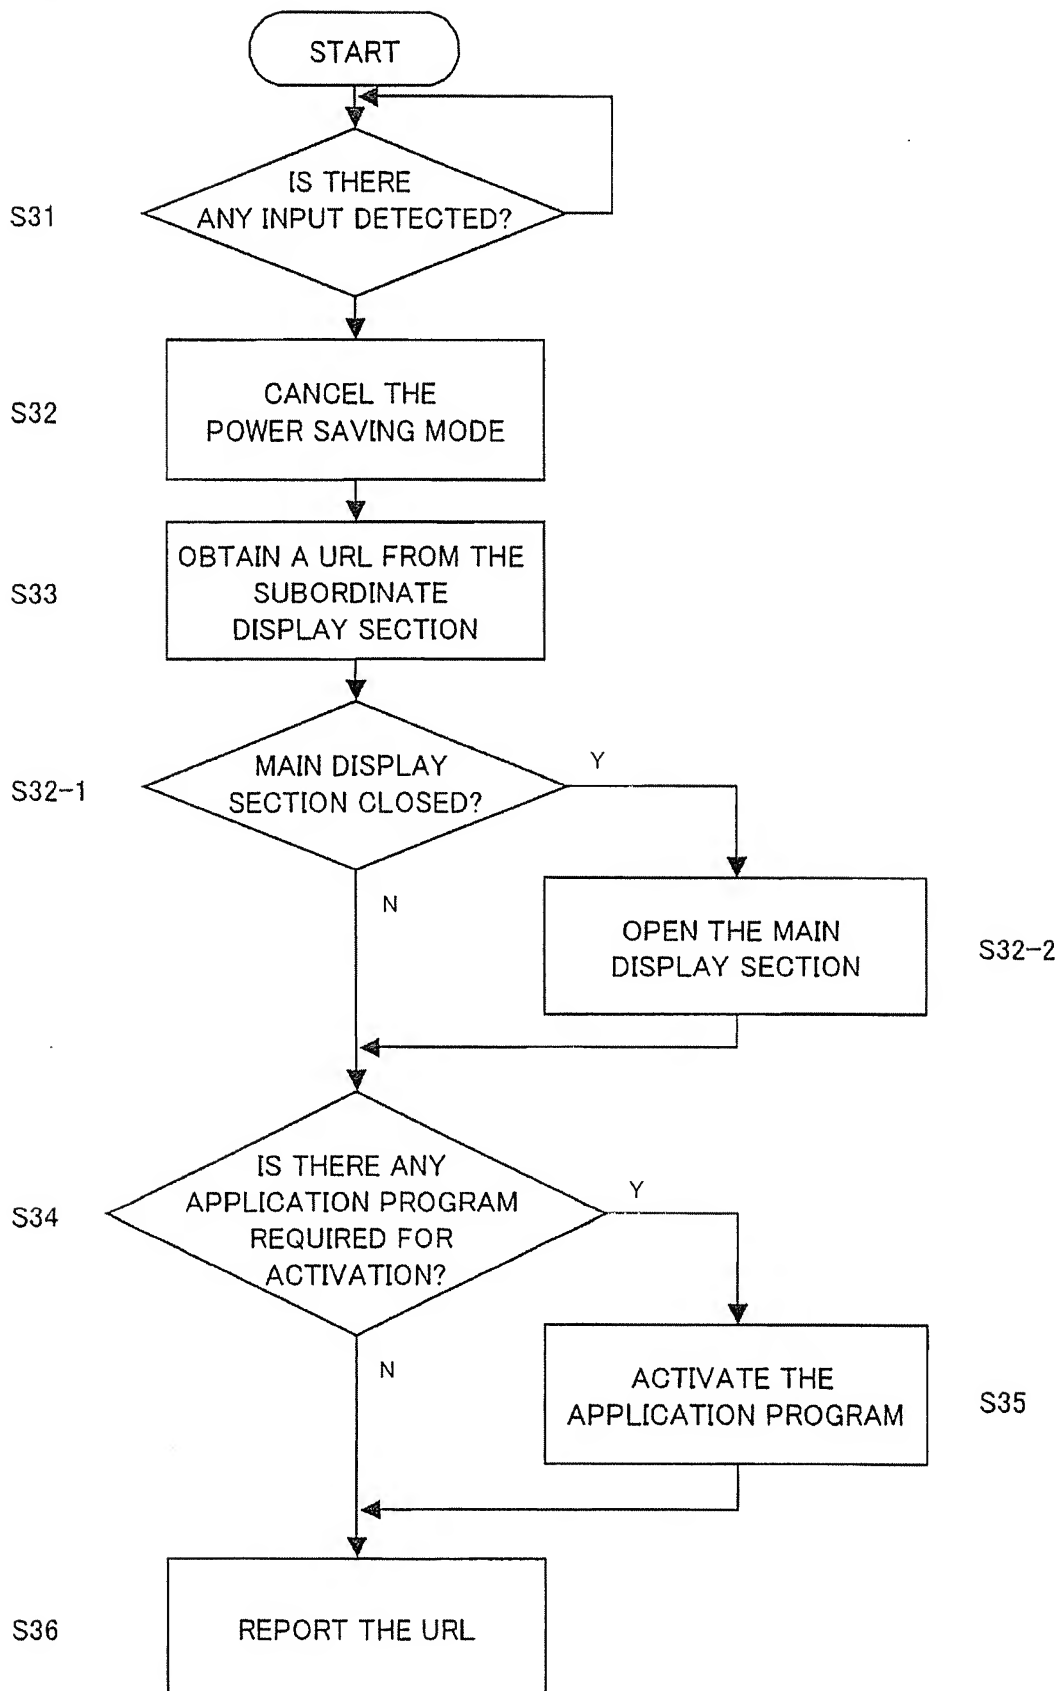 START
IS THERE
ANY INPUT DETECTED?
S31
CANCEL THE
POWER SAVING MODE
S32
OBTAIN A URL FROM THE
SUBORDINATE
DISPLAY SECTION
S33
MAIN DISPLAY
SECTION CLOSED?
S32-1
Y
N
OPEN THE MAIN
DISPLAY SECTION
S32-2
IS THERE ANY
APPLICATION PROGRAM
REQUIRED FOR
ACTIVATION?
S34
Y
N
ACTIVATE THE
APPLICATION PROGRAM
S35
S36
REPORT THE URL